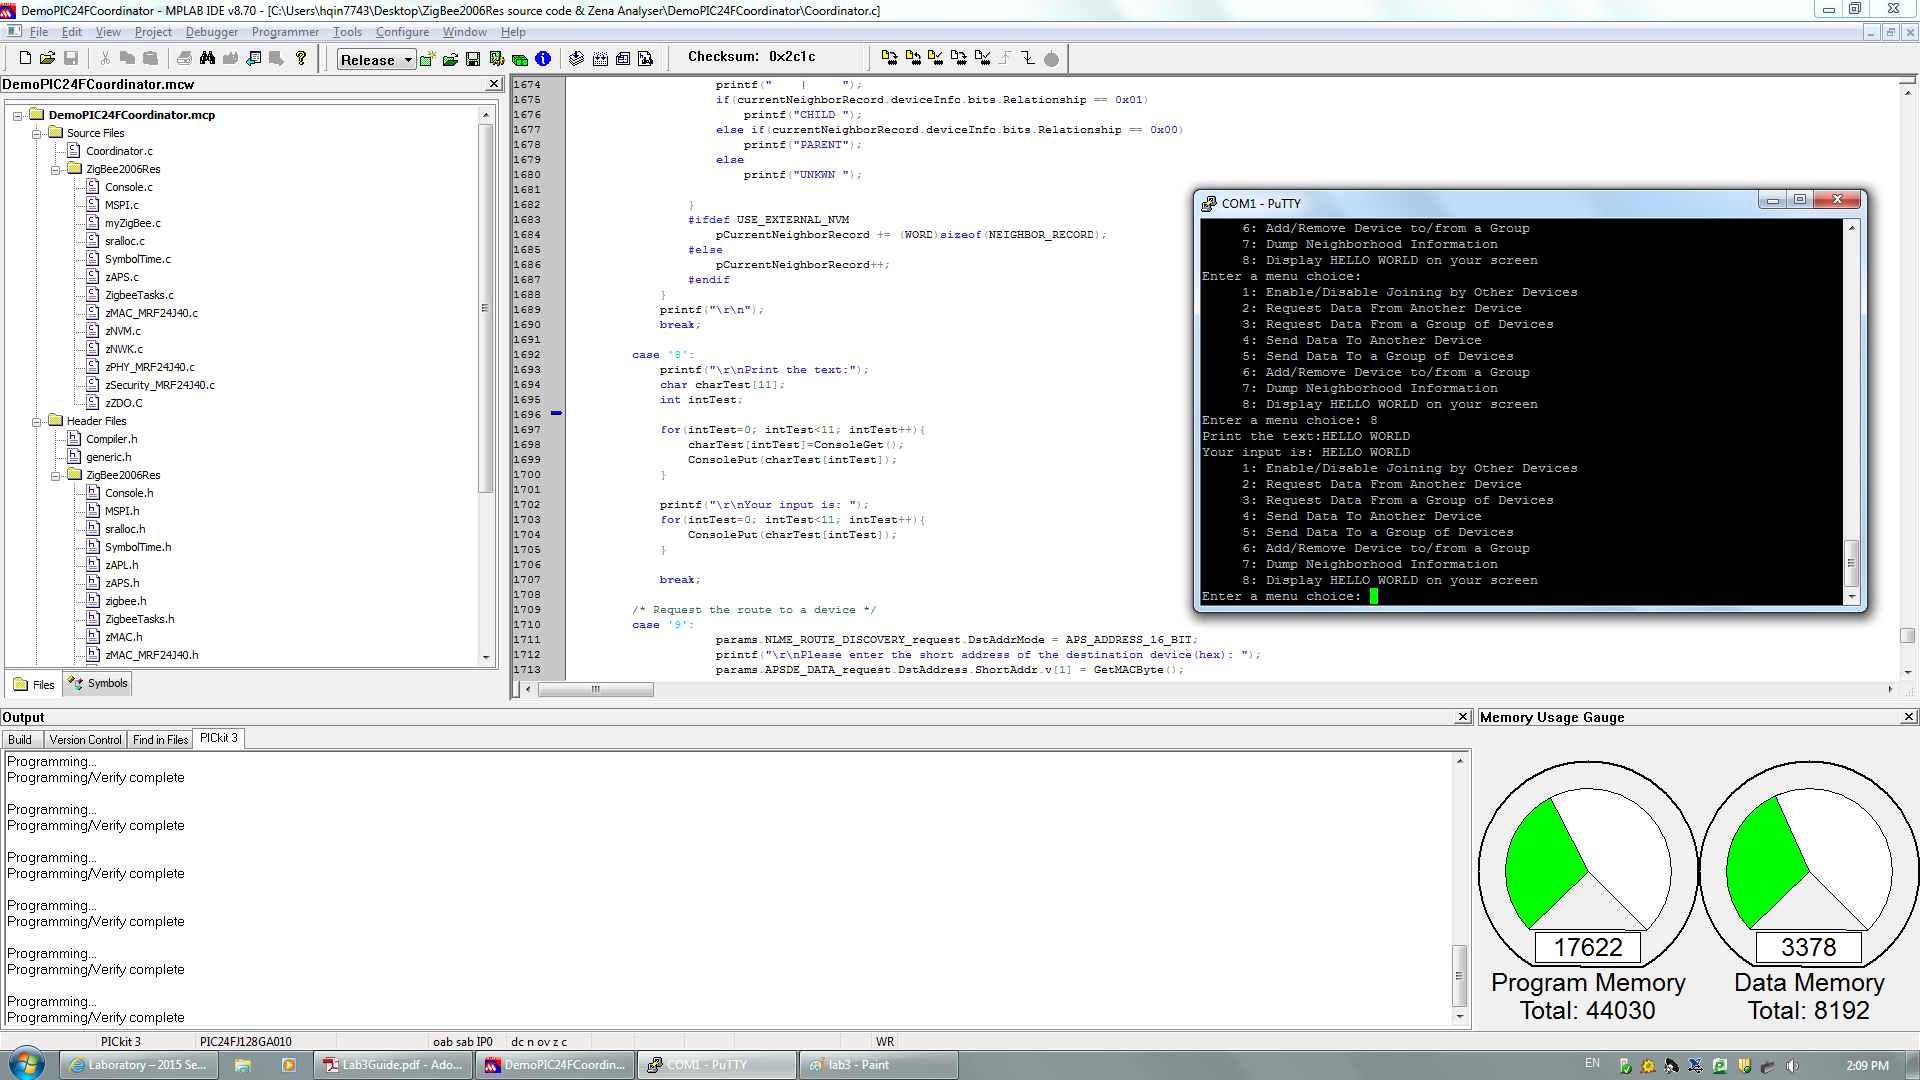 DemoPIC24FCoordinator - MPLAB IDE v8.70 - [C:\Users\hqin7743\Desktop\ZigBee2006Res source code & Zena Analyser\DemoPIC24FCoordinator\Coordinator.c]
File Edit View Project Debugger Programmer Tools Configure Window Help
Release Checksum: 0x2c1c
DemoPIC24FCoordinator.mcw
DemoPIC24FCoordinator.mcp
Source Files
Coordinator.c
ZigBee2006Res
Console.c
MSPI.c
myZigBee.c
sralloc.c
SymbolTime.c
zAPS.c
ZigbeeTasks.c
zMAC_MRF24J40.c
zNVM.c
zNWK.c
zPHY_MRF24J40.c
zSecurity_MRF24J40.c
zZDO.C
Header Files
Compiler.h
generic.h
ZigBee2006Res
Console.h
MSPI.h
sralloc.h
SymbolTime.h
zAPL.h
zAPS.h
zigbee.h
ZigbeeTasks.h
zMAC.h
zMAC_MRF24J40.h
Files Symbols
1674 printf("    |     ");
1675 if(currentNeighborRecord.deviceInfo.bits.Relationship == 0x01)
1676 printf("CHILD ");
1677 else if(currentNeighborRecord.deviceInfo.bits.Relationship == 0x00)
1678 printf("PARENT");
1679 else
1680 printf("UNKWN ");
1681
1682 }
1683 #ifdef USE_EXTERNAL_NVM
1684 pCurrentNeighborRecord += (WORD)sizeof(NEIGHBOR_RECORD);
1685 #else
1686 pCurrentNeighborRecord++;
1687 #endif
1688 }
1689 printf("\r\n");
1690 break;
1691
1692 case '8':
1693 printf("\r\nPrint the text:");
1694 char charTest[11];
1695 int intTest;
1696
1697 for(intTest=0; intTest<11; intTest++){
1698 charTest[intTest]=ConsoleGet();
1699 ConsolePut(charTest[intTest]);
1700 }
1701
1702 printf("\r\nYour input is: ");
1703 for(intTest=0; intTest<11; intTest++){
1704 ConsolePut(charTest[intTest]);
1705 }
1706
1707 break;
1708
1709 /* Request the route to a device */
1710 case '9':
1711 params.NLME_ROUTE_DISCOVERY_request.DstAddrMode = APS_ADDRESS_16_BIT;
1712 printf("\r\nPlease enter the short address of the destination device(hex): ");
1713 params.APSDE_DATA_request.DstAddress.ShortAddr.v[1] = GetMACByte();
COM1 - PuTTY
6: Add/Remove Device to/from a Group
7: Dump Neighborhood Information
8: Display HELLO WORLD on your screen
Enter a menu choice:
1: Enable/Disable Joining by Other Devices
2: Request Data From Another Device
3: Request Data From a Group of Devices
4: Send Data To Another Device
5: Send Data To a Group of Devices
6: Add/Remove Device to/from a Group
7: Dump Neighborhood Information
8: Display HELLO WORLD on your screen
Enter a menu choice: 8
Print the text:HELLO WORLD
Your input is: HELLO WORLD
1: Enable/Disable Joining by Other Devices
2: Request Data From Another Device
3: Request Data From a Group of Devices
4: Send Data To Another Device
5: Send Data To a Group of Devices
6: Add/Remove Device to/from a Group
7: Dump Neighborhood Information
8: Display HELLO WORLD on your screen
Enter a menu choice:
Output
Build Version Control Find in Files PICkit 3
Programming...
Programming/Verify complete
Programming...
Programming/Verify complete
Programming...
Programming/Verify complete
Programming...
Programming/Verify complete
Programming...
Programming/Verify complete
Programming...
Programming/Verify complete
Memory Usage Gauge
17622 3378
Program Memory Data Memory
Total: 44030 Total: 8192
PICkit 3 PIC24FJ128GA010 oab sab IP0 dc n ov z c WR
Laboratory – 2015 Se... Lab3Guide.pdf - Ado... DemoPIC24FCoordin... COM1 - PuTTY lab3 - Paint EN 2:09 PM